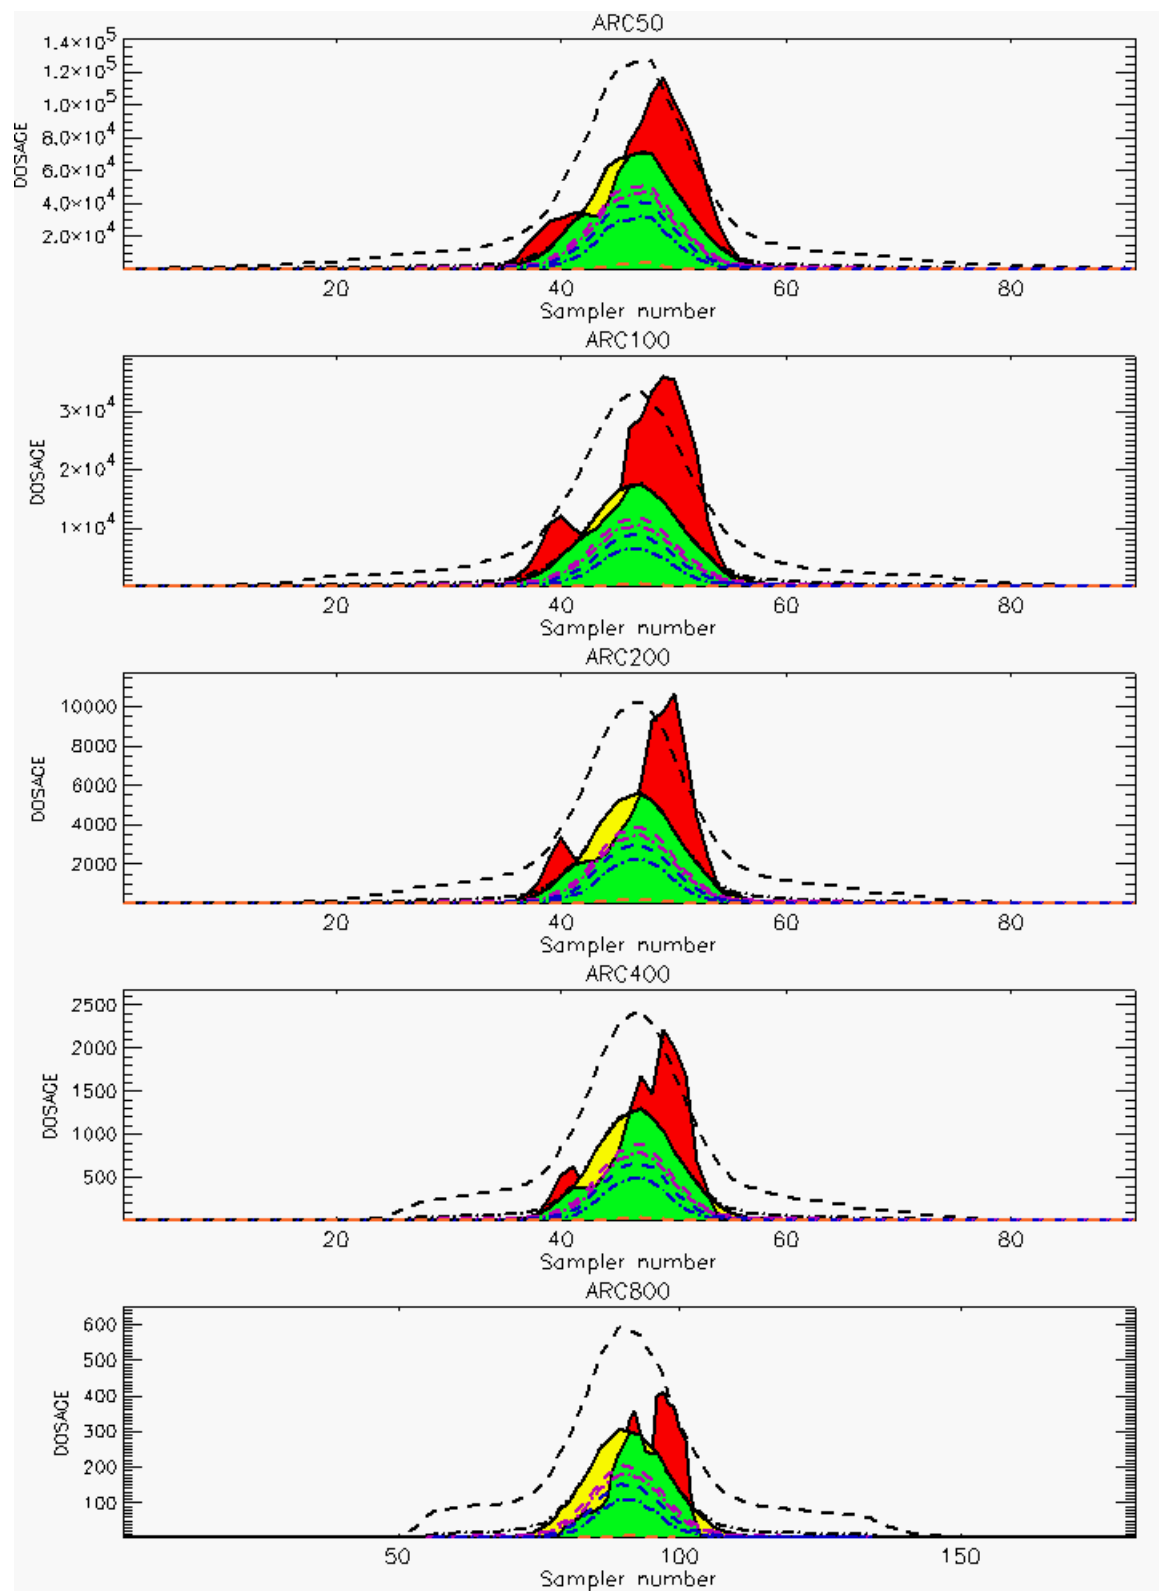 ARC50
1.4×10^5
1.2×10^5
1.0×10^5
8.0×10^4
6.0×10^4
4.0×10^4
2.0×10^4
DOSAGE
20 40 60 80
Sampler number
ARC100
3×10^4
2×10^4
1×10^4
DOSAGE
20 40 60 80
Sampler number
ARC200
10000
8000
6000
4000
2000
DOSAGE
20 40 60 80
Sampler number
ARC400
2500
2000
1500
1000
500
DOSAGE
20 40 60 80
Sampler number
ARC800
600
500
400
300
200
100
DOSAGE
50 100 150
Sampler number